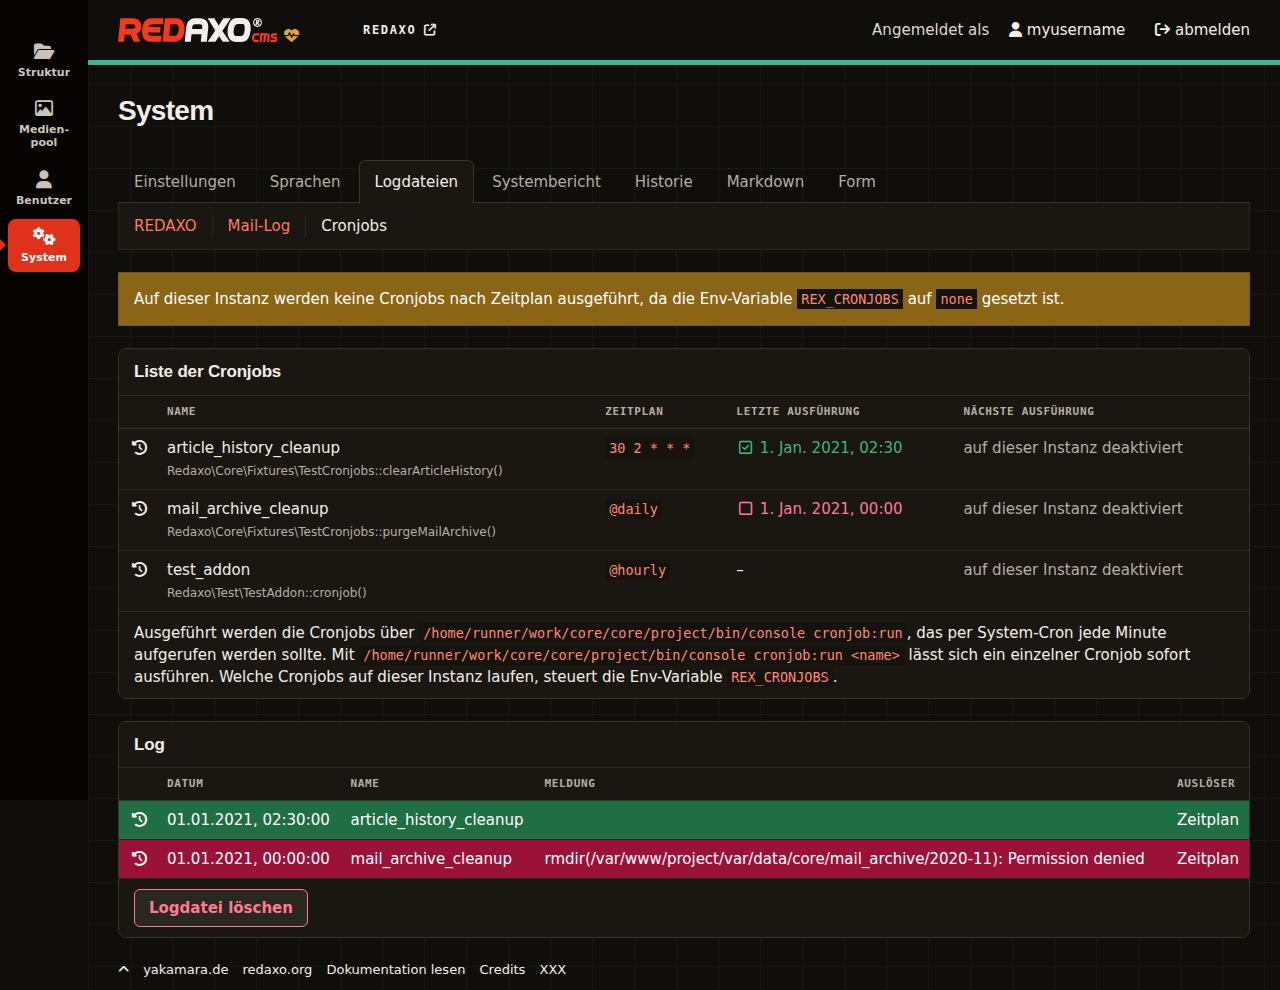 REDAXO® cms
REDAXO
Angemeldet als
myusername
abmelden
Struktur
Medien-
pool
Benutzer
System
System
Einstellungen
Sprachen
Logdateien
Systembericht
Historie
Markdown
Form
REDAXO
Mail-Log
Cronjobs
Auf dieser Instanz werden keine Cronjobs nach Zeitplan ausgeführt, da die Env-Variable REX_CRONJOBS auf none gesetzt ist.
Liste der Cronjobs
NAME ZEITPLAN LETZTE AUSFÜHRUNG NÄCHSTE AUSFÜHRUNG
article_history_cleanup 30 2 * * * 1. Jan. 2021, 02:30 auf dieser Instanz deaktiviert
Redaxo\Core\Fixtures\TestCronjobs::clearArticleHistory()
mail_archive_cleanup @daily 1. Jan. 2021, 00:00 auf dieser Instanz deaktiviert
Redaxo\Core\Fixtures\TestCronjobs::purgeMailArchive()
test_addon @hourly – auf dieser Instanz deaktiviert
Redaxo\Test\TestAddon::cronjob()
Ausgeführt werden die Cronjobs über /home/runner/work/core/core/project/bin/console cronjob:run, das per System-Cron jede Minute
aufgerufen werden sollte. Mit /home/runner/work/core/core/project/bin/console cronjob:run <name> lässt sich ein einzelner Cronjob sofort
ausführen. Welche Cronjobs auf dieser Instanz laufen, steuert die Env-Variable REX_CRONJOBS.
Log
DATUM NAME MELDUNG AUSLÖSER
01.01.2021, 02:30:00 article_history_cleanup Zeitplan
01.01.2021, 00:00:00 mail_archive_cleanup rmdir(/var/www/project/var/data/core/mail_archive/2020-11): Permission denied Zeitplan
Logdatei löschen
yakamara.de redaxo.org Dokumentation lesen Credits XXX